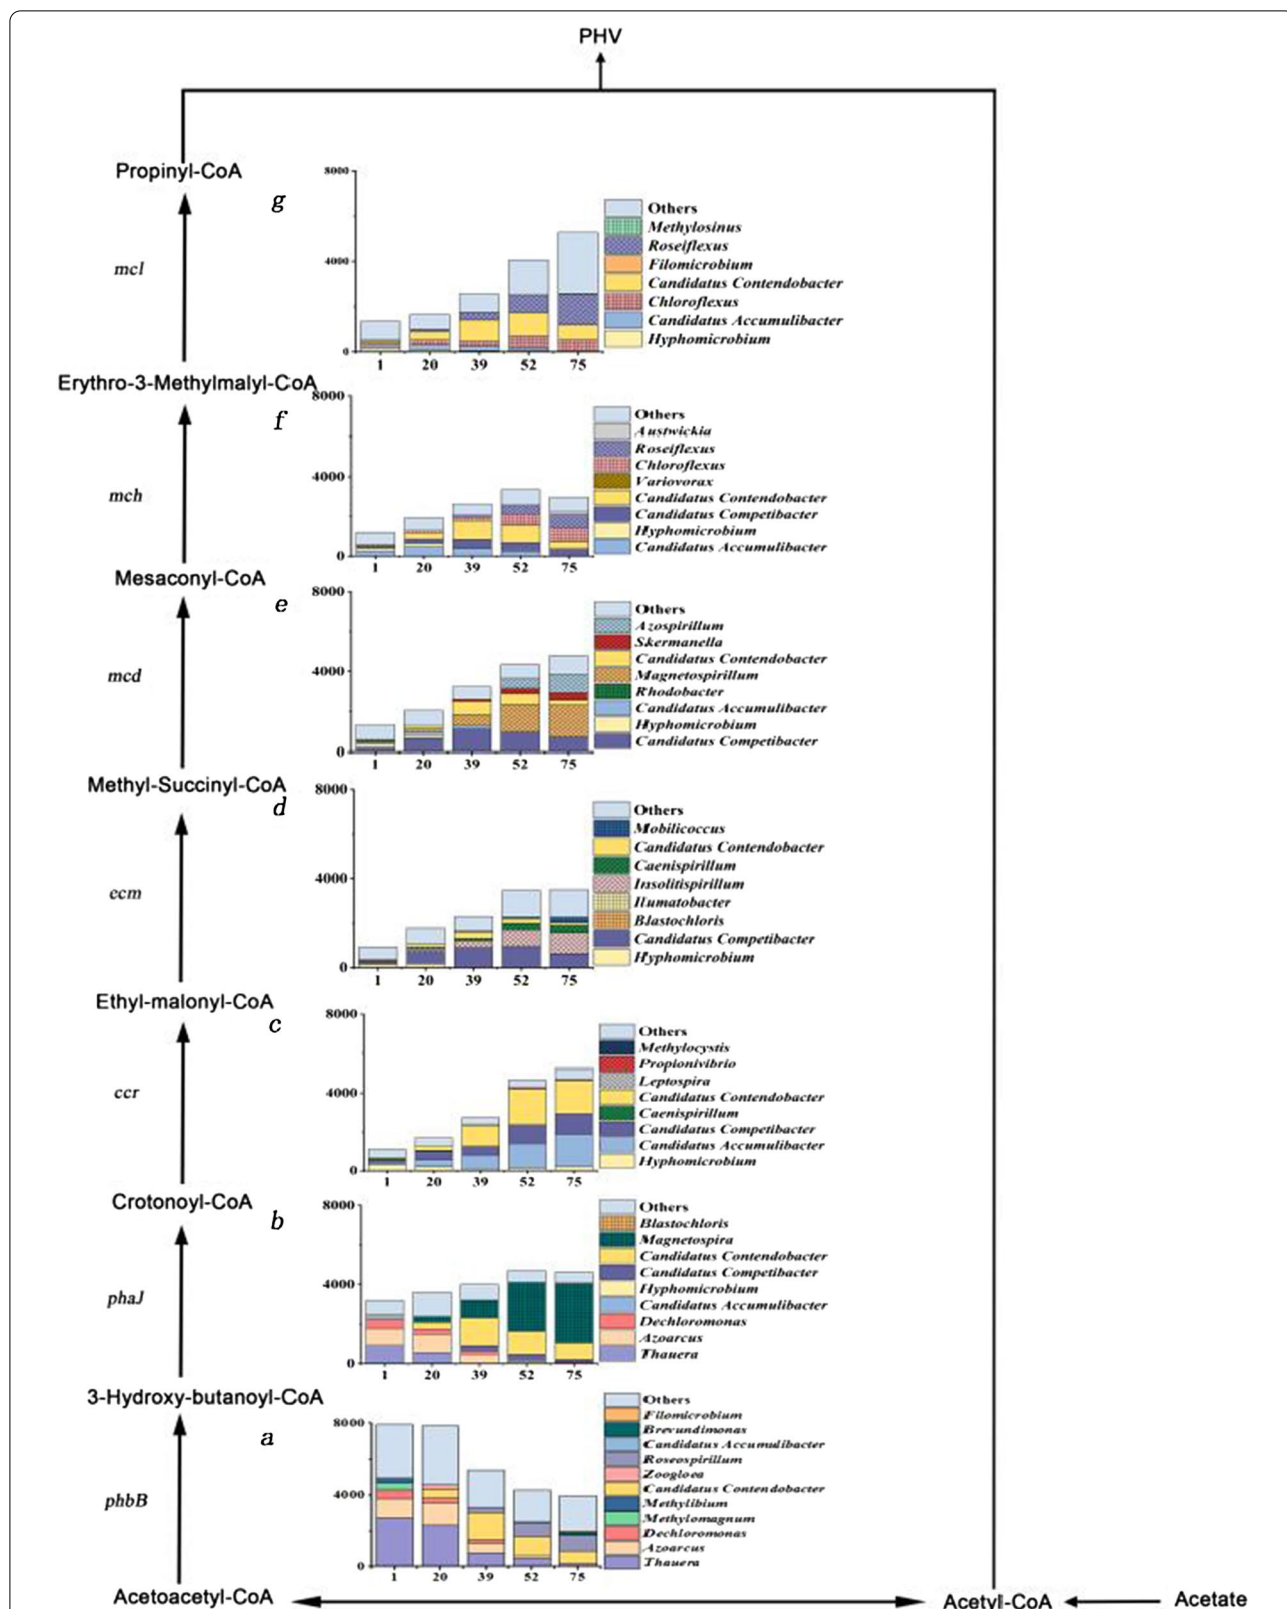 PHV
Propinyl-CoA
g
8000
4000
0
1 20 39 52 75
Others
Methylosinus
Roseiflexus
Filomicrobium
Candidatus Contendobacter
Chloroflexus
Candidatus Accumulibacter
Hyphomicrobium
mcl
Erythro-3-Methylmalyl-CoA
f
8000
4000
0
1 20 39 52 75
Others
Austwickia
Roseiflexus
Chloroflexus
Variovorax
Candidatus Contendobacter
Candidatus Competibacter
Hyphomicrobium
Candidatus Accumulibacter
mch
Mesaconyl-CoA
e
8000
4000
0
1 20 39 52 75
Others
Azospirillum
Skermanella
Candidatus Contendobacter
Magnetospirillum
Rhodobacter
Candidatus Accumulibacter
Hyphomicrobium
Candidatus Competibacter
mcd
Methyl-Succinyl-CoA
d
8000
4000
0
1 20 39 52 75
Others
Mobilicoccus
Candidatus Contendobacter
Caenispirillum
Insolitispirillum
Ilumatobacter
Blastochloris
Candidatus Competibacter
Hyphomicrobium
ecm
Ethyl-malonyl-CoA
c
8000
4000
0
1 20 39 52 75
Others
Methylocystis
Propionivibrio
Leptospira
Candidatus Contendobacter
Caenispirillum
Candidatus Competibacter
Candidatus Accumulibacter
Hyphomicrobium
ccr
Crotonoyl-CoA
b
8000
4000
0
1 20 39 52 75
Others
Blastochloris
Magnetospira
Candidatus Contendobacter
Candidatus Competibacter
Hyphomicrobium
Candidatus Accumulibacter
Dechloromonas
Azoarcus
Thauera
phaJ
3-Hydroxy-butanoyl-CoA
a
8000
4000
0
1 20 39 52 75
Others
Filomicrobium
Brevundimonas
Candidatus Accumulibacter
Roseospirillum
Zoogloea
Candidatus Contendobacter
Methylibium
Methylomagnum
Dechloromonas
Azoarcus
Thauera
phbB
Acetoacetyl-CoA
Acetyl-CoA
Acetate